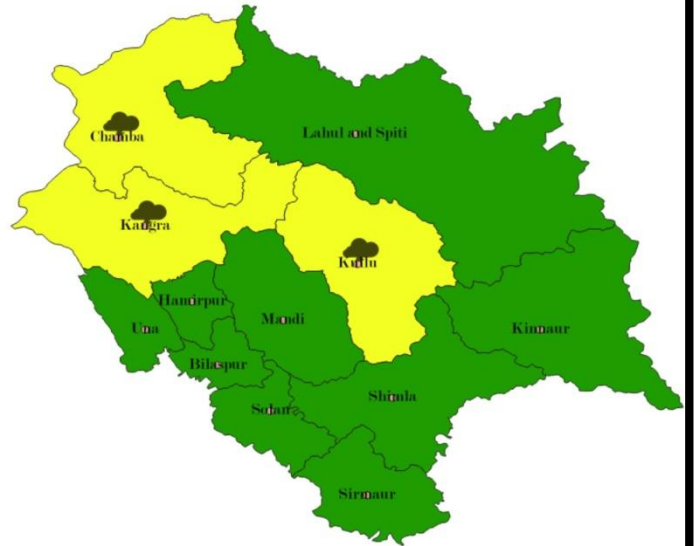 Chamba
Lahul and Spiti
Kangra
Kullu
Hamirpur
Mandi
Una
Kinnaur
Bilaspur
Shimla
Solan
Sirmaur